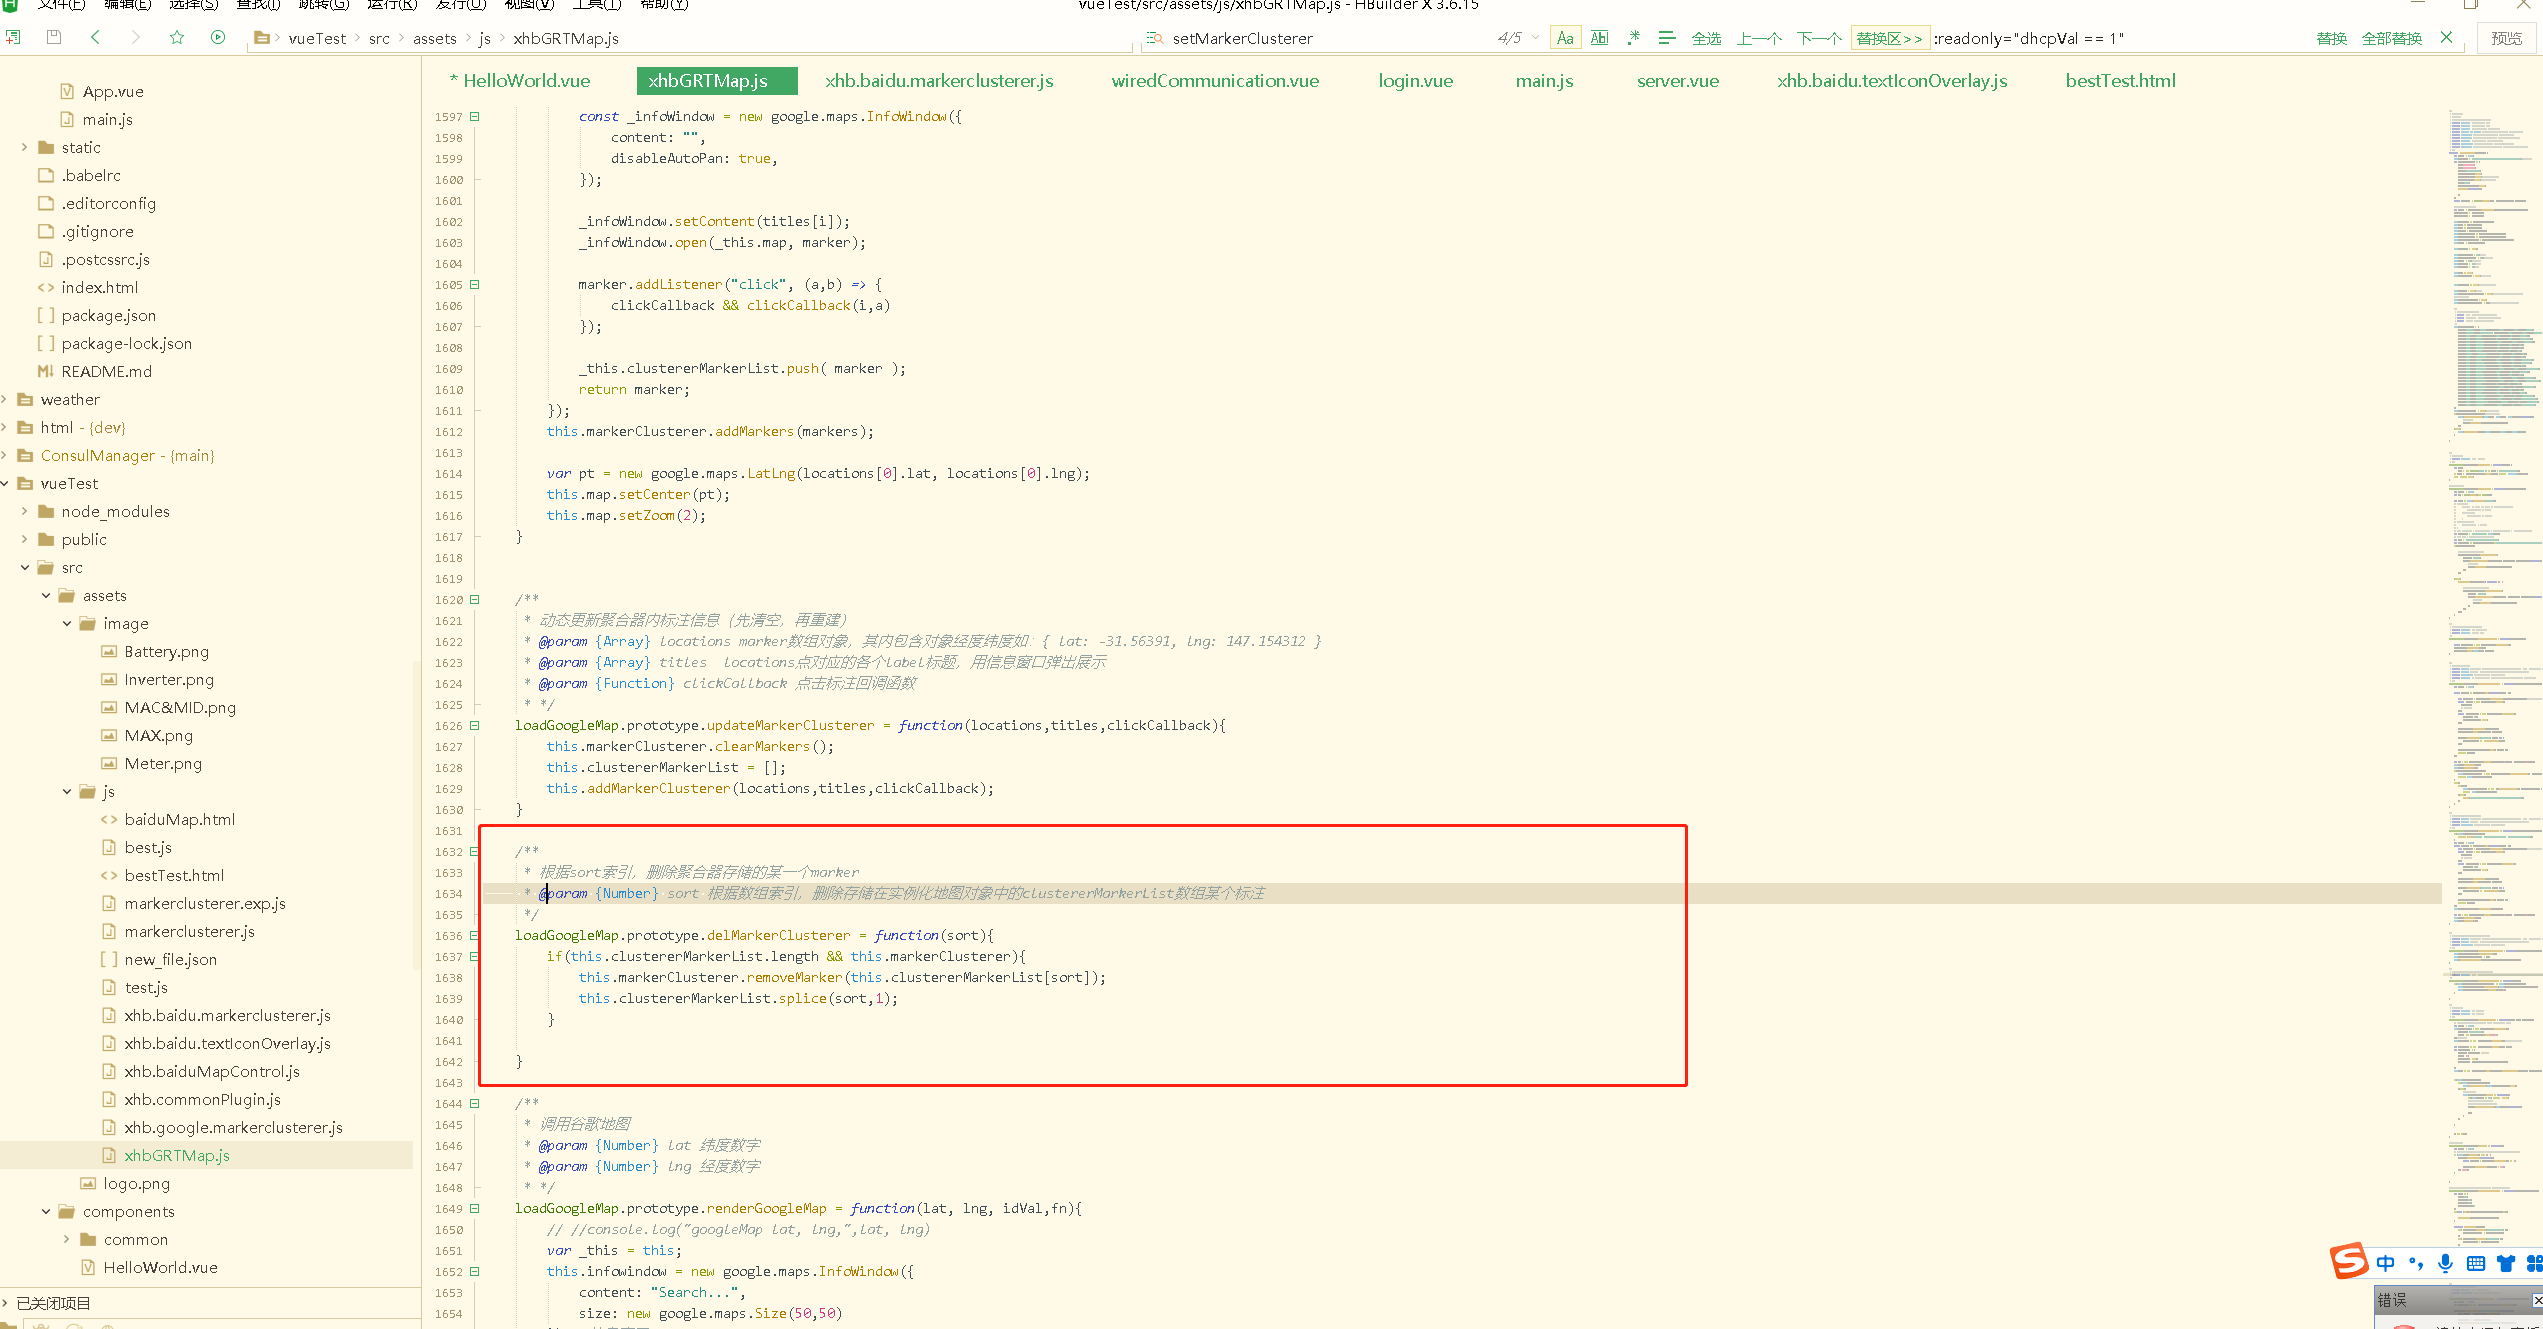 文件(F) 编辑(E) 选择(S) 查找(I) 跳转(G) 运行(R) 发行(U) 视图(V) 工具(T) 帮助(Y)
vueTest/src/assets/js/xhbGRTMap.js - HBuilder X 3.6.15
vueTest > src > assets > js > xhbGRTMap.js
setMarkerClusterer 4/5 Aa Ab .* 全选 上一个 下一个 替换区>> :readonly="dhcpVal == 1" 替换 全部替换 预览
* HelloWorld.vue xhbGRTMap.js xhb.baidu.markerclusterer.js wiredCommunication.vue login.vue main.js server.vue xhb.baidu.textIconOverlay.js bestTest.html
App.vue
main.js
static
.babelrc
.editorconfig
.gitignore
.postcssrc.js
index.html
package.json
package-lock.json
README.md
weather
html - {dev}
ConsulManager - {main}
vueTest
node_modules
public
src
assets
image
Battery.png
Inverter.png
MAC&MID.png
MAX.png
Meter.png
js
baiduMap.html
best.js
bestTest.html
markerclusterer.exp.js
markerclusterer.js
new_file.json
test.js
xhb.baidu.markerclusterer.js
xhb.baidu.textIconOverlay.js
xhb.baiduMapControl.js
xhb.commonPlugin.js
xhb.google.markerclusterer.js
xhbGRTMap.js
logo.png
components
common
HelloWorld.vue
已关闭项目
1597 const _infoWindow = new google.maps.InfoWindow({
1598 content: "",
1599 disableAutoPan: true,
1600 });
1601
1602 _infoWindow.setContent(titles[i]);
1603 _infoWindow.open(_this.map, marker);
1604
1605 marker.addListener("click", (a,b) => {
1606 clickCallback && clickCallback(i,a)
1607 });
1608
1609 _this.clustererMarkerList.push( marker );
1610 return marker;
1611 });
1612 this.markerClusterer.addMarkers(markers);
1613
1614 var pt = new google.maps.LatLng(locations[0].lat, locations[0].lng);
1615 this.map.setCenter(pt);
1616 this.map.setZoom(2);
1617 }
1618
1619
1620 /**
1621 * 动态更新聚合器内标注信息（先清空，再重建）
1622 * @param {Array} locations marker数组对象，其内包含对象经度纬度如：{ lat: -31.56391, lng: 147.154312 }
1623 * @param {Array} titles locations点对应的各个label标题，用信息窗口弹出展示
1624 * @param {Function} clickCallback 点击标注回调函数
1625 * */
1626 loadGoogleMap.prototype.updateMarkerClusterer = function(locations,titles,clickCallback){
1627 this.markerClusterer.clearMarkers();
1628 this.clustererMarkerList = [];
1629 this.addMarkerClusterer(locations,titles,clickCallback);
1630 }
1631
1632 /**
1633 * 根据sort索引，删除聚合器存储的某一个marker
1634 * @param {Number} sort 根据数组索引，删除存储在实例化地图对象中的clustererMarkerList数组某个标注
1635 */
1636 loadGoogleMap.prototype.delMarkerClusterer = function(sort){
1637 if(this.clustererMarkerList.length && this.markerClusterer){
1638 this.markerClusterer.removeMarker(this.clustererMarkerList[sort]);
1639 this.clustererMarkerList.splice(sort,1);
1640 }
1641
1642 }
1643
1644 /**
1645 * 调用谷歌地图
1646 * @param {Number} lat 纬度数字
1647 * @param {Number} lng 经度数字
1648 * */
1649 loadGoogleMap.prototype.renderGoogleMap = function(lat, lng, idVal,fn){
1650 // //console.log("googleMap lat, lng,",lat, lng)
1651 var _this = this;
1652 this.infowindow = new google.maps.InfoWindow({
1653 content: "Search...",
1654 size: new google.maps.Size(50,50)
中
错误